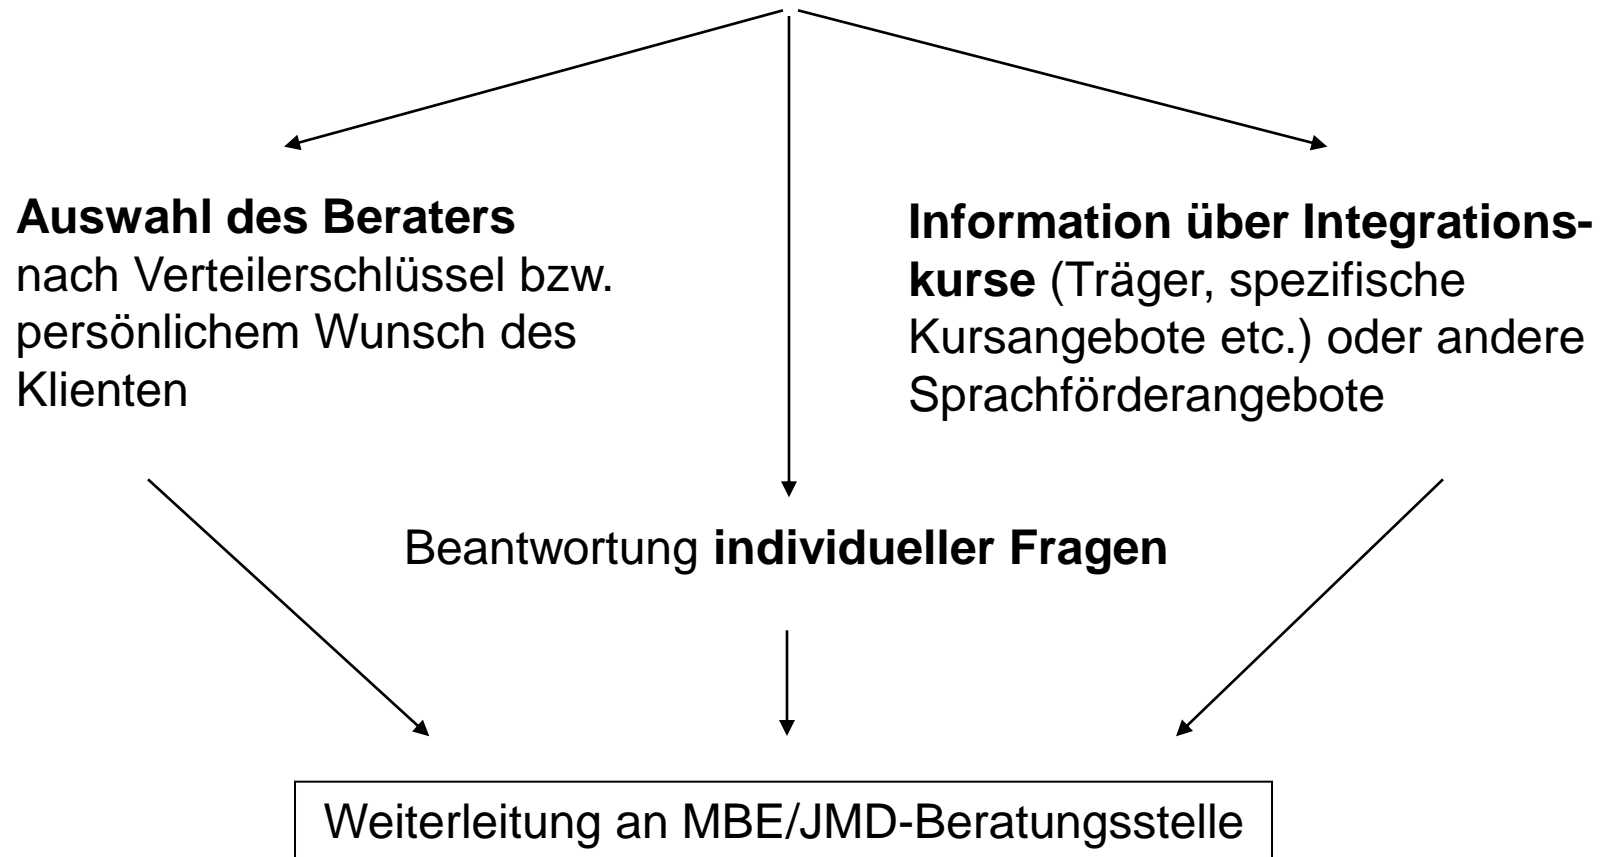 Auswahl des Beraters
nach Verteilerschlüssel bzw.
persönlichem Wunsch des
Klienten
Information über Integrations-
kurse (Träger, spezifische
Kursangebote etc.) oder andere
Sprachförderangebote
Beantwortung individueller Fragen
Weiterleitung an MBE/JMD-Beratungsstelle